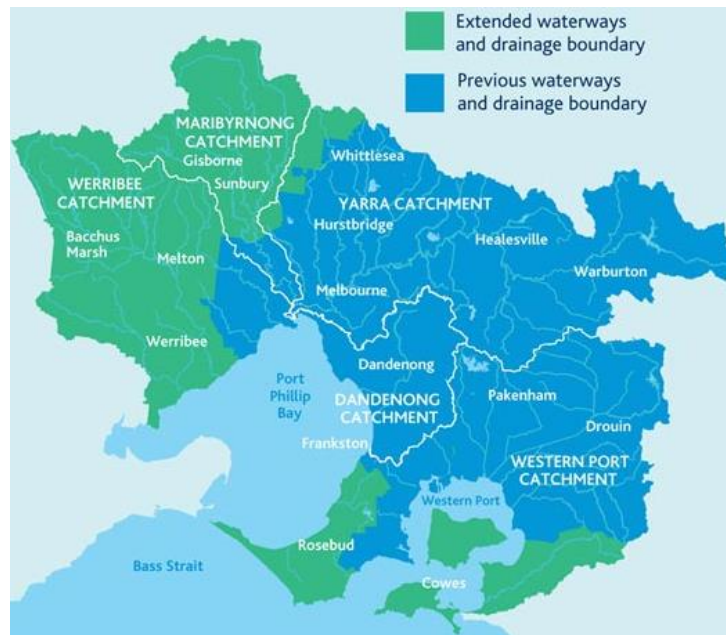 Extended waterways
and drainage boundary
Previous waterways
and drainage boundary
MARIBYRNONG
CATCHMENT
Gisborne
Sunbury
Whittlesea
WERRIBEE
CATCHMENT
YARRA CATCHMENT
Hurstbridge
Healesville
Bacchus
Marsh
Melton
Warburton
Melbourne
Werribee
Dandenong
Port
Phillip
Bay
DANDENONG
CATCHMENT
Pakenham
Drouin
Frankston
WESTERN PORT
CATCHMENT
Western Port
Rosebud
Bass Strait
Cowes